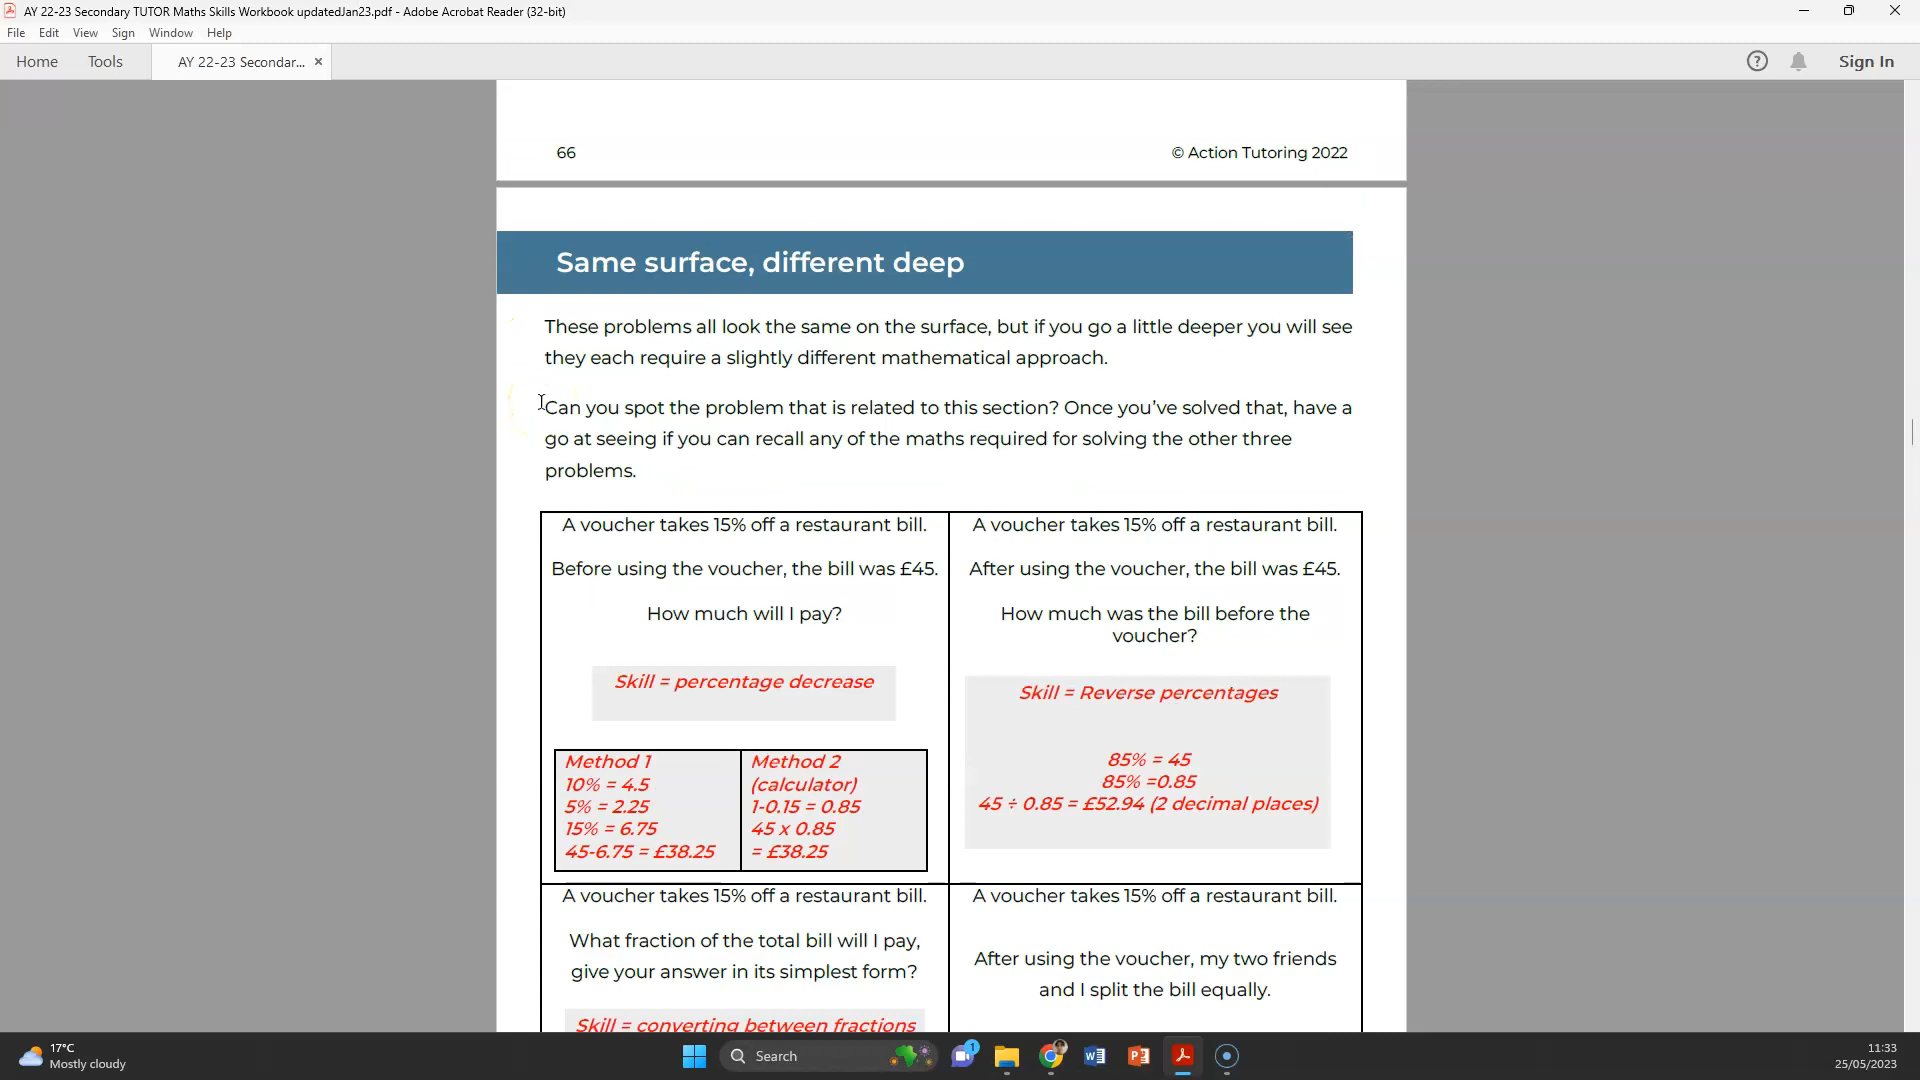 AY 22-23 Secondary TUTOR Maths Skills Workbook updatedJan23.pdf - Adobe Acrobat Reader (32-bit)
File Edit View Sign Window Help
Home Tools AY 22-23 Secondar... × Sign In
66 © Action Tutoring 2022
Same surface, different deep
These problems all look the same on the surface, but if you go a little deeper you will see
they each require a slightly different mathematical approach.
Can you spot the problem that is related to this section? Once you’ve solved that, have a
go at seeing if you can recall any of the maths required for solving the other three
problems.
A voucher takes 15% off a restaurant bill.
Before using the voucher, the bill was £45.
How much will I pay?
Skill = percentage decrease
Method 1
10% = 4.5
5% = 2.25
15% = 6.75
45-6.75 = £38.25
Method 2
(calculator)
1-0.15 = 0.85
45 x 0.85
= £38.25
A voucher takes 15% off a restaurant bill.
After using the voucher, the bill was £45.
How much was the bill before the
voucher?
Skill = Reverse percentages
85% = 45
85% =0.85
45 ÷ 0.85 = £52.94 (2 decimal places)
A voucher takes 15% off a restaurant bill.
What fraction of the total bill will I pay,
give your answer in its simplest form?
Skill = converting between fractions
A voucher takes 15% off a restaurant bill.
After using the voucher, my two friends
and I split the bill equally.
17°C
Mostly cloudy
Search
1
11:33
25/05/2023